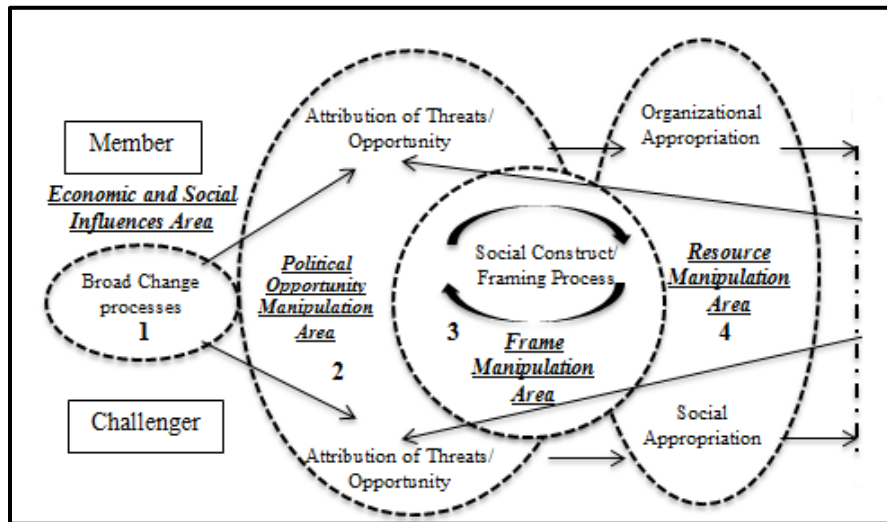 Member
Economic and Social
Influences Area
Broad Change
processes
1
Challenger
Attribution of Threats/
Opportunity
Political
Opportunity
Manipulation
Area
2
Attribution of Threats/
Opportunity
Social Construct/
Framing Process
3
Frame
Manipulation
Area
Organizational
Appropriation
Resource
Manipulation
Area
4
Social
Appropriation